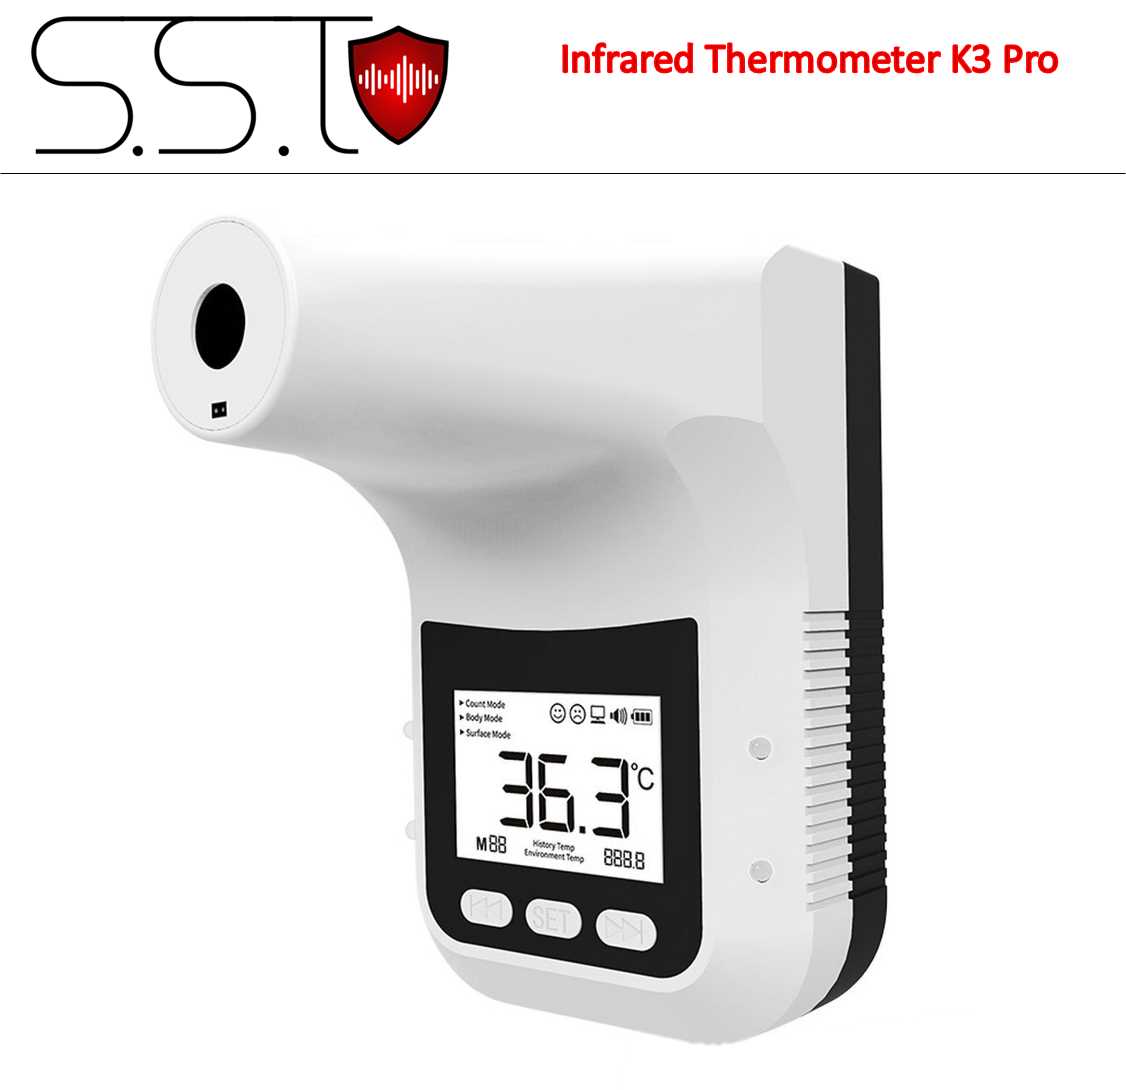 S.S.T
Infrared Thermometer K3 Pro
Count Mode
Body Mode
Surface Mode
36.3°C
M88
History Temp
Environment Temp
888.8
SET